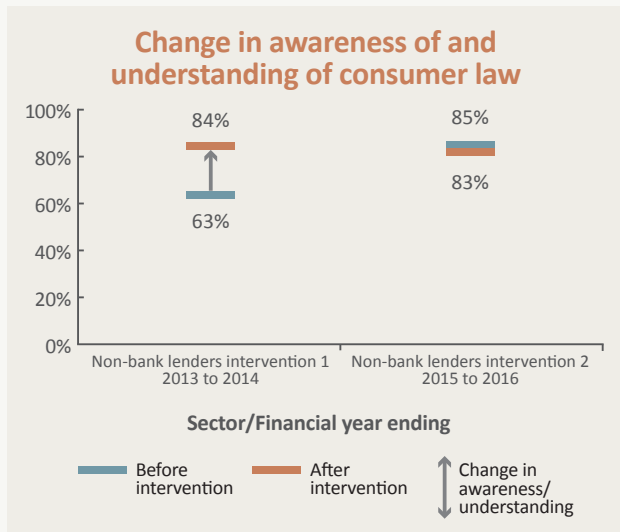 Change in awareness of and
understanding of consumer law
100%
80%
60%
40%
20%
0%
84%
63%
85%
83%
Non-bank lenders intervention 1
2013 to 2014
Non-bank lenders intervention 2
2015 to 2016
Sector/Financial year ending
Before
intervention
After
intervention
Change in
awareness/
understanding